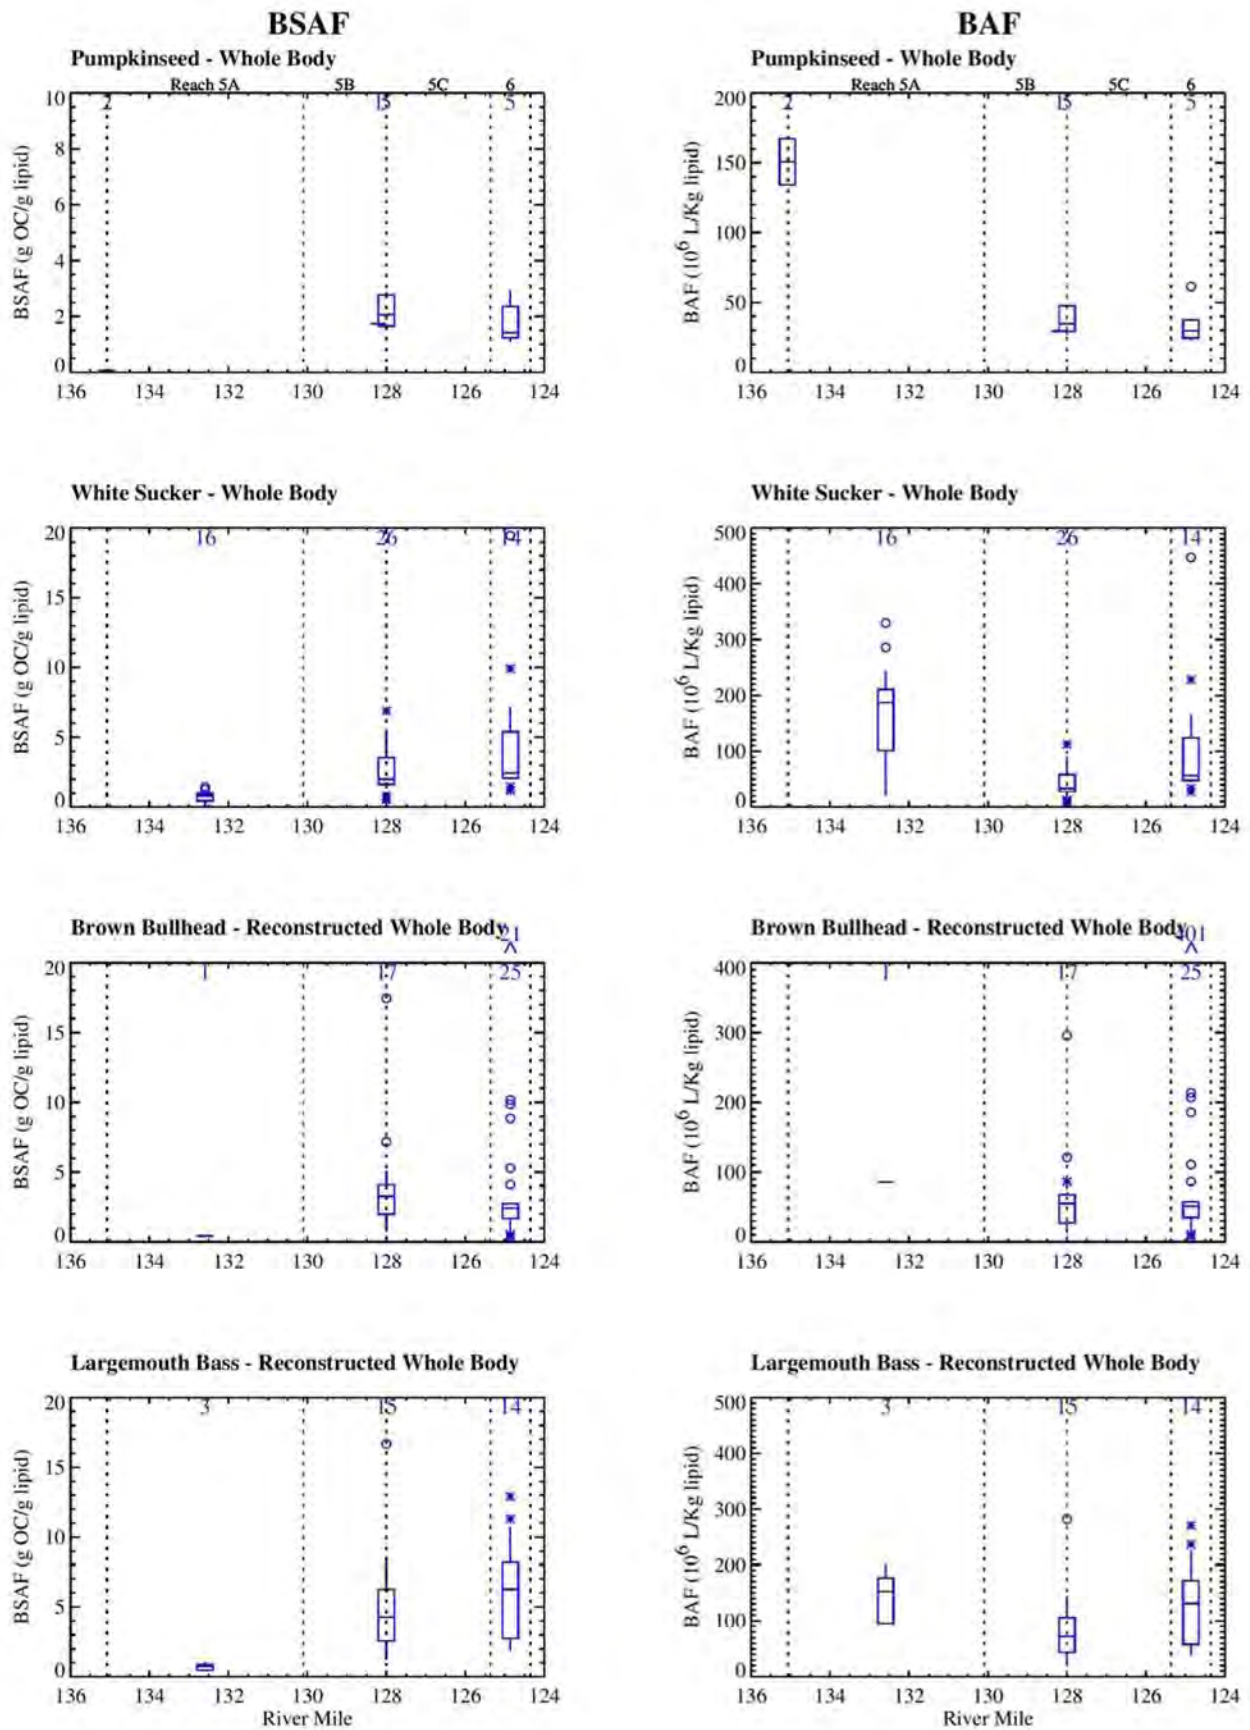 BSAF
BAF
Pumpkinseed - Whole Body
Reach 5A 5B 5C 6
10
8
6
4
2
0
2 15 5
BSAF (g OC/g lipid)
136 134 132 130 128 126 124
Pumpkinseed - Whole Body
Reach 5A 5B 5C 6
200
150
100
50
0
2 15 5
BAF (10⁶ L/Kg lipid)
136 134 132 130 128 126 124
White Sucker - Whole Body
20
15
10
5
0
16 26 14
BSAF (g OC/g lipid)
136 134 132 130 128 126 124
White Sucker - Whole Body
500
400
300
200
100
0
16 26 14
BAF (10⁶ L/Kg lipid)
136 134 132 130 128 126 124
Brown Bullhead - Reconstructed Whole Body
21
^
20
15
10
5
0
1 17 25
BSAF (g OC/g lipid)
136 134 132 130 128 126 124
Brown Bullhead - Reconstructed Whole Body
401
^
400
300
200
100
0
1 17 25
BAF (10⁶ L/Kg lipid)
136 134 132 130 128 126 124
Largemouth Bass - Reconstructed Whole Body
20
15
10
5
0
3 15 14
BSAF (g OC/g lipid)
136 134 132 130 128 126 124
River Mile
Largemouth Bass - Reconstructed Whole Body
500
400
300
200
100
0
3 15 14
BAF (10⁶ L/Kg lipid)
136 134 132 130 128 126 124
River Mile